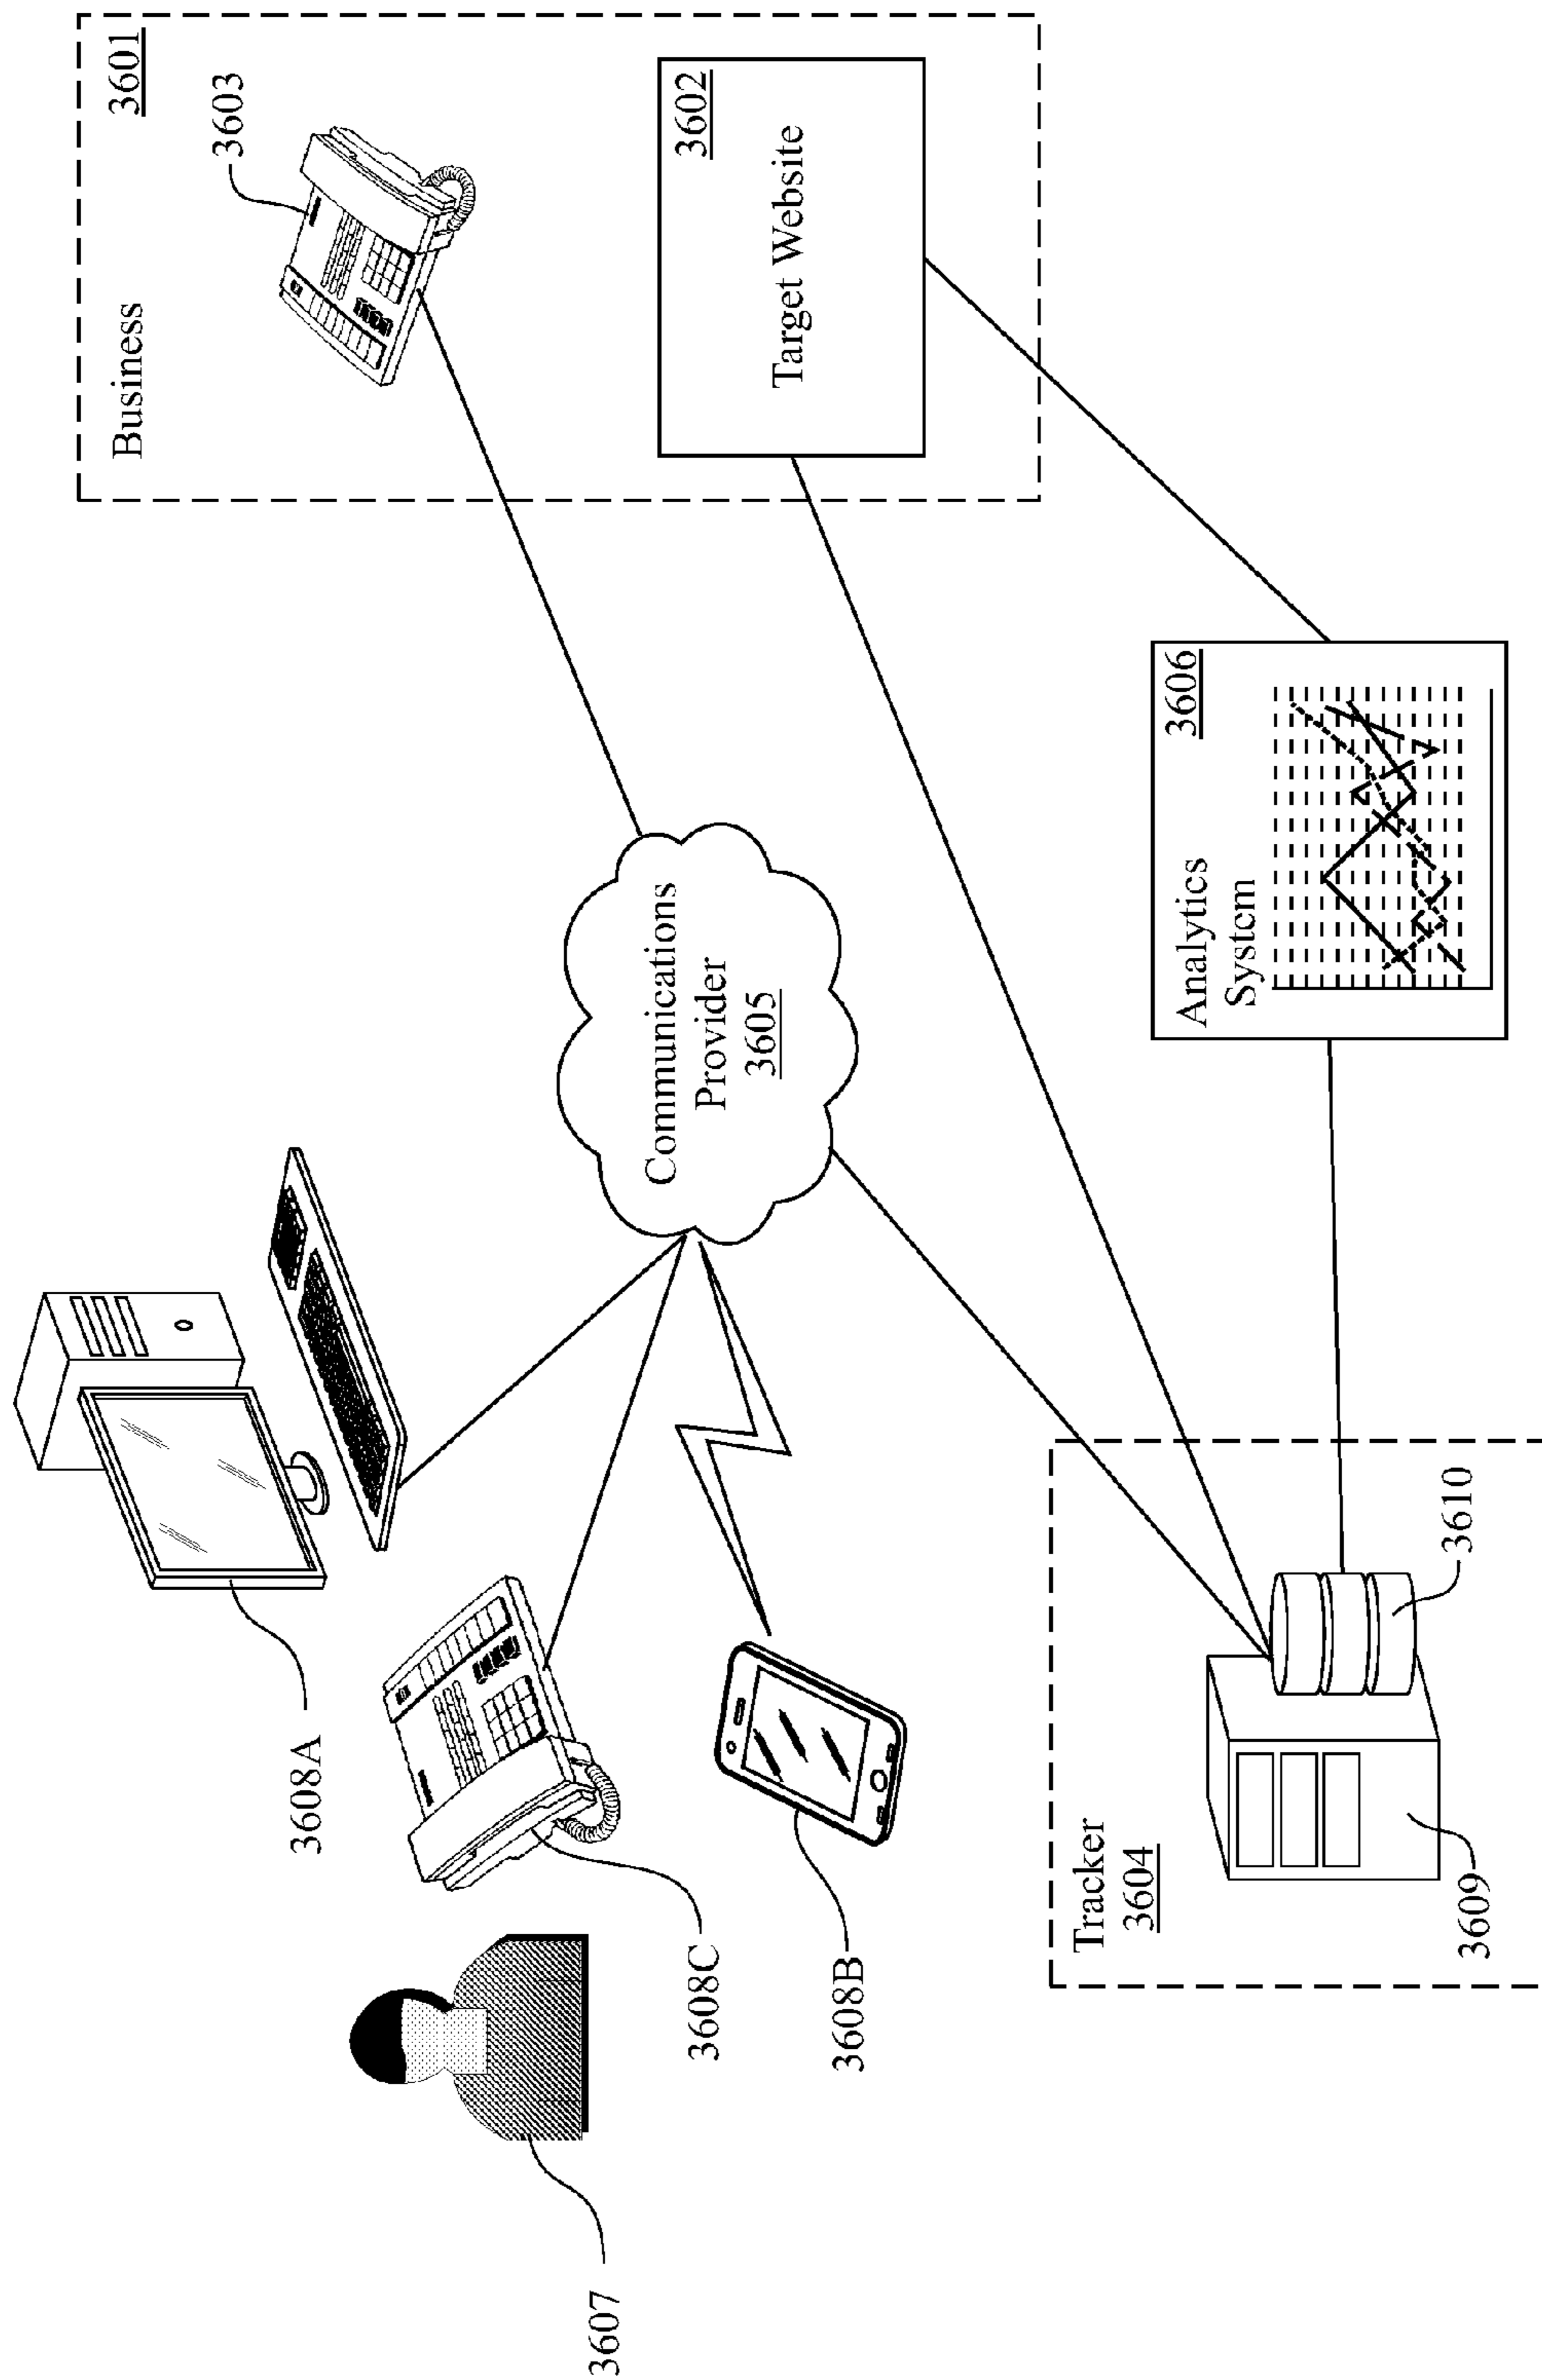 Business
3601
3603
3608A
3607
3608C
3608B
Communications
Provider
3605
3602
Target Website
Tracker
3604
3609
3610
Analytics
System
3606